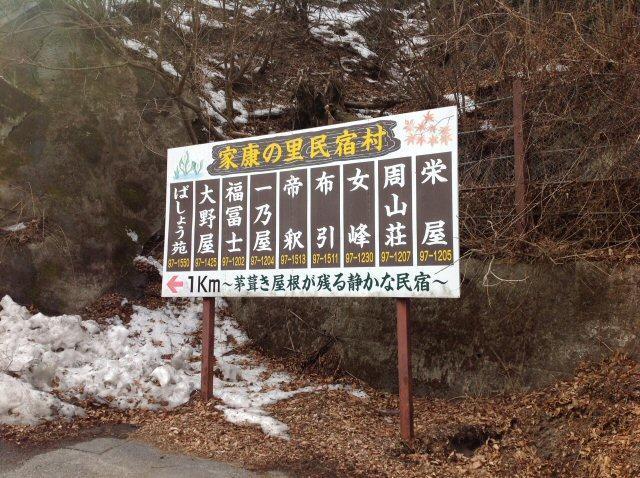 家康の里民宿村
栄屋
97-1205
周山荘
97-1207
女峰
97-1230
布引
97-1511
帝釈
97-1513
一乃屋
97-1204
福冨士
97-1202
大野屋
97-1425
ばしょう苑
97-1550
1Km ～茅葺き屋根が残る静かな民宿～